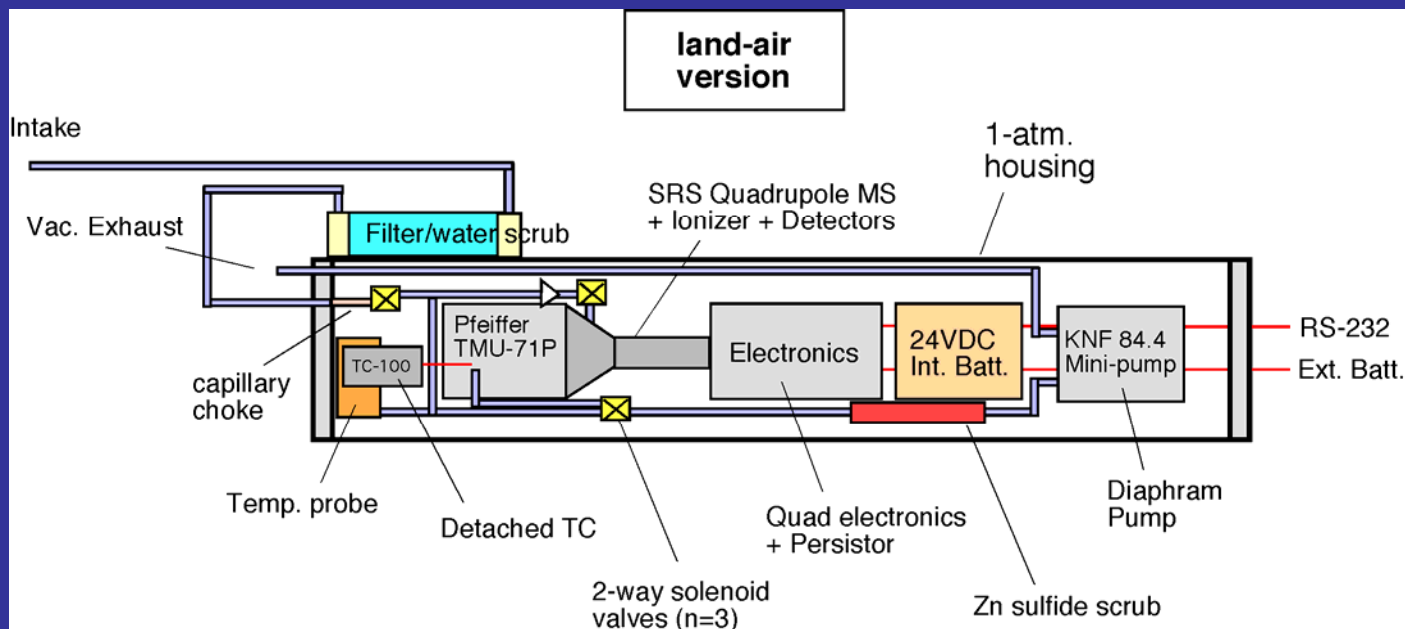 land-air
version
Intake
1-atm.
housing
SRS Quadrupole MS
+ Ionizer + Detectors
Vac. Exhaust
Filter/water scrub
Pfeiffer
TMU-71P
Electronics
24VDC
Int. Batt.
KNF 84.4
Mini-pump
RS-232
Ext. Batt.
TC-100
capillary
choke
Temp. probe
Detached TC
Quad electronics
+ Persistor
Diaphram
Pump
2-way solenoid
valves (n=3)
Zn sulfide scrub